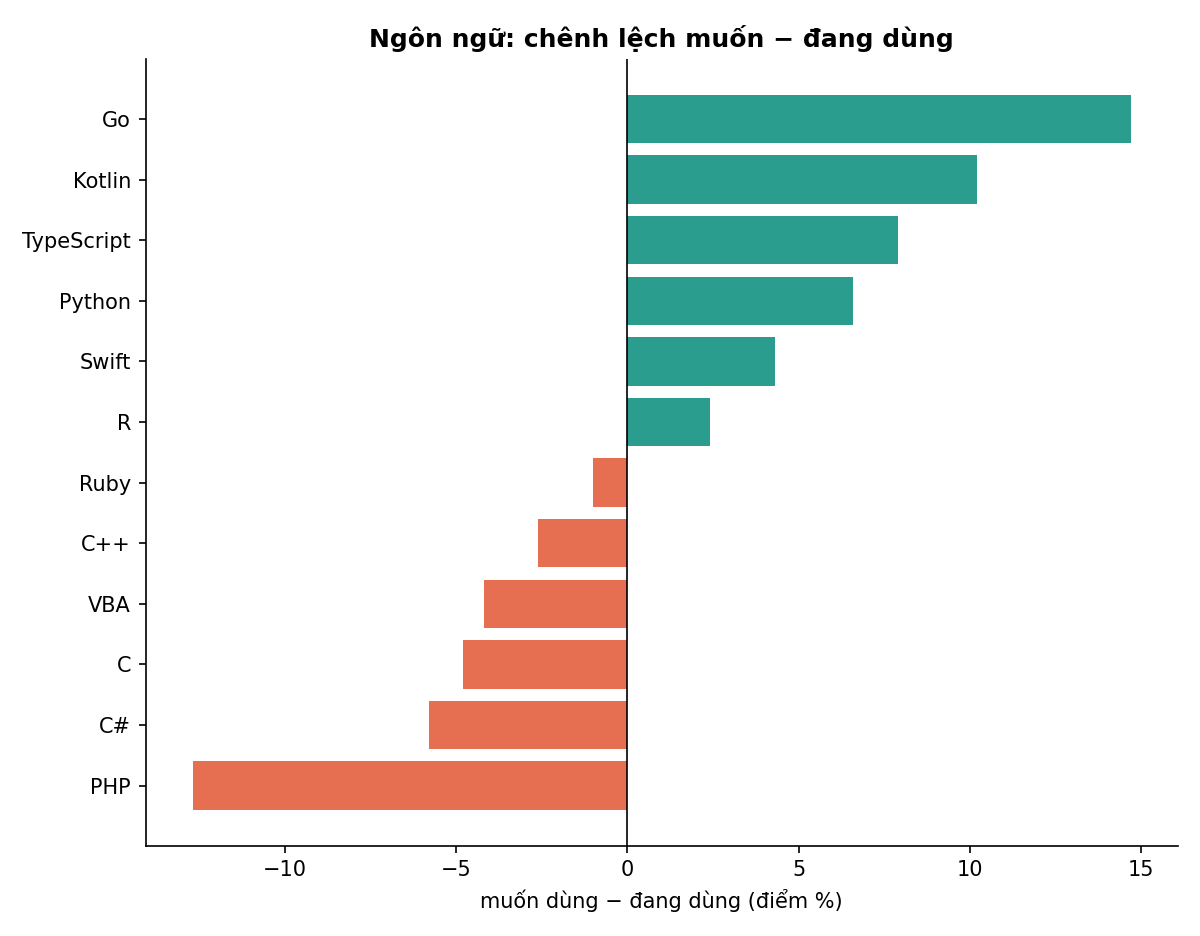 Ngôn ngữ: chênh lệch muốn − đang dùng
Go
Kotlin
TypeScript
Python
Swift
R
Ruby
C++
VBA
C
C#
PHP
−10 −5 0 5 10 15
muốn dùng − đang dùng (điểm %)